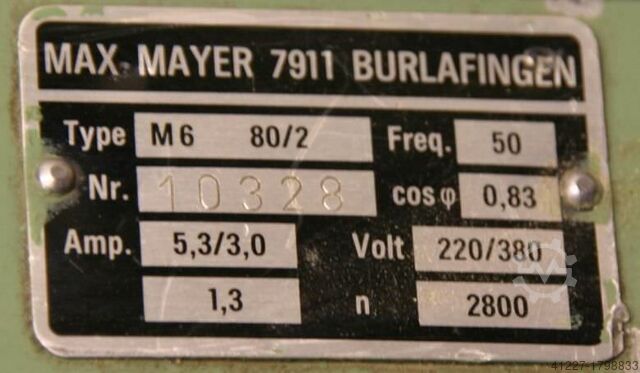 MAX. MAYER 7911 BURLAFINGEN
Type M6 80/2 Freq. 50
Nr. 10328 cos φ 0,83
Amp. 5,3/3,0 Volt 220/380
1,3 n 2800
41227-1798833